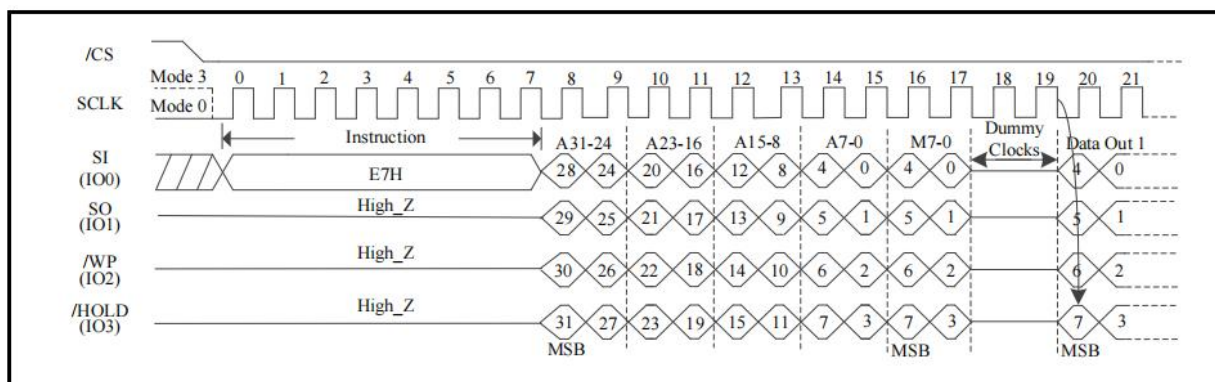 /CS
Mode 3 0 1 2 3 4 5 6 7 8 9 10 11 12 13 14 15 16 17 18 19 20 21
SCLK Mode 0
Instruction A31-24 A23-16 A15-8 A7-0 M7-0 Dummy Clocks Data Out 1
SI
(IO0) E7H 28 24 20 16 12 8 4 0 4 0 4 0
SO High_Z
(IO1) 29 25 21 17 13 9 5 1 5 1 5 1
/WP High_Z
(IO2) 30 26 22 18 14 10 6 2 6 2 6 2
/HOLD High_Z
(IO3) 31 27 23 19 15 11 7 3 7 3 7 3
MSB MSB MSB